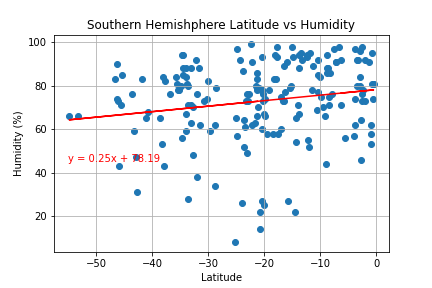 Southern Hemishphere Latitude vs Humidity
100
80
60
40
20
Humidity (%)
y = 0.25x + 78.19
−50
−40
−30
−20
−10
0
Latitude